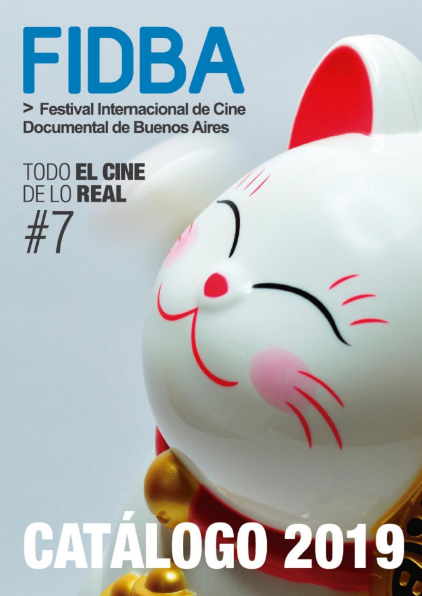 FIDBA
> Festival Internacional de Cine
Documental de Buenos Aires
TODO EL CINE
DE LO REAL
#7
CATÁLOGO 2019